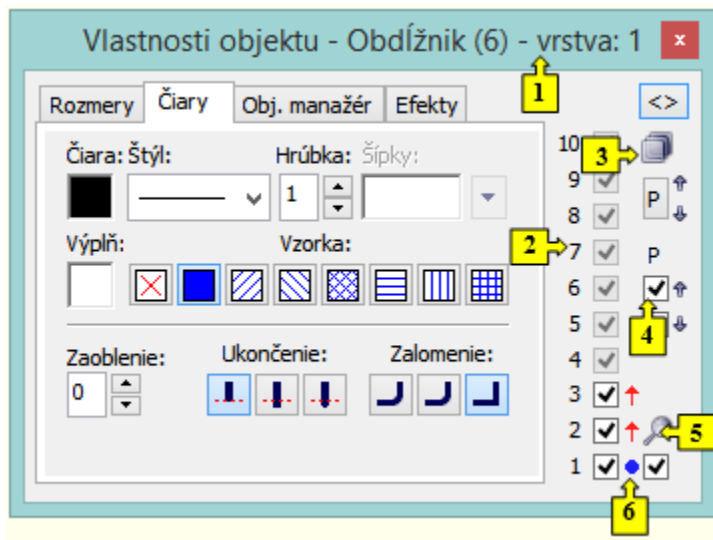 Vlastnosti objektu - Obdĺžnik (6) - vrstva: 1 x
1
Rozmery Čiary Obj. manažér Efekty <>
Čiara: Štýl: Hrúbka: Šípky:
1
Výplň: Vzorka:
Zaoblenie: Ukončenie: Zalomenie:
0
10
3
9
P
8
2
7 P
6
5
4
4
3
2
5
1
6